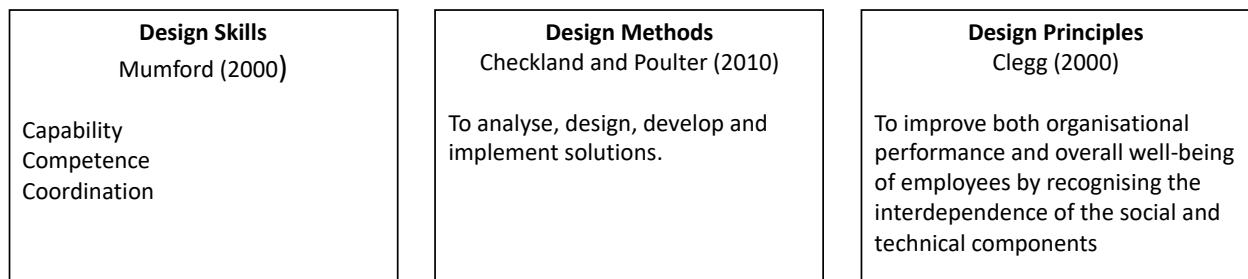 Design Skills
Mumford (2000)
Capability
Competence
Coordination
Design Methods
Checkland and Poulter (2010)
To analyse, design, develop and
implement solutions.
Design Principles
Clegg (2000)
To improve both organisational
performance and overall well-being
of employees by recognising the
interdependence of the social and
technical components